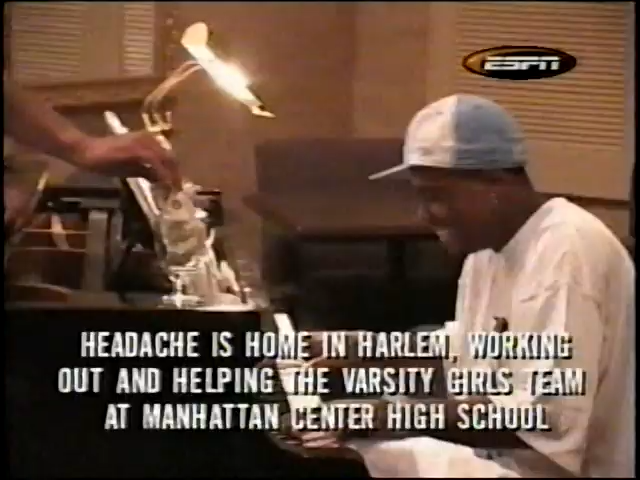 ESPN
HEADACHE IS HOME IN HARLEM, WORKING
OUT AND HELPING THE VARSITY GIRLS TEAM
AT MANHATTAN CENTER HIGH SCHOOL